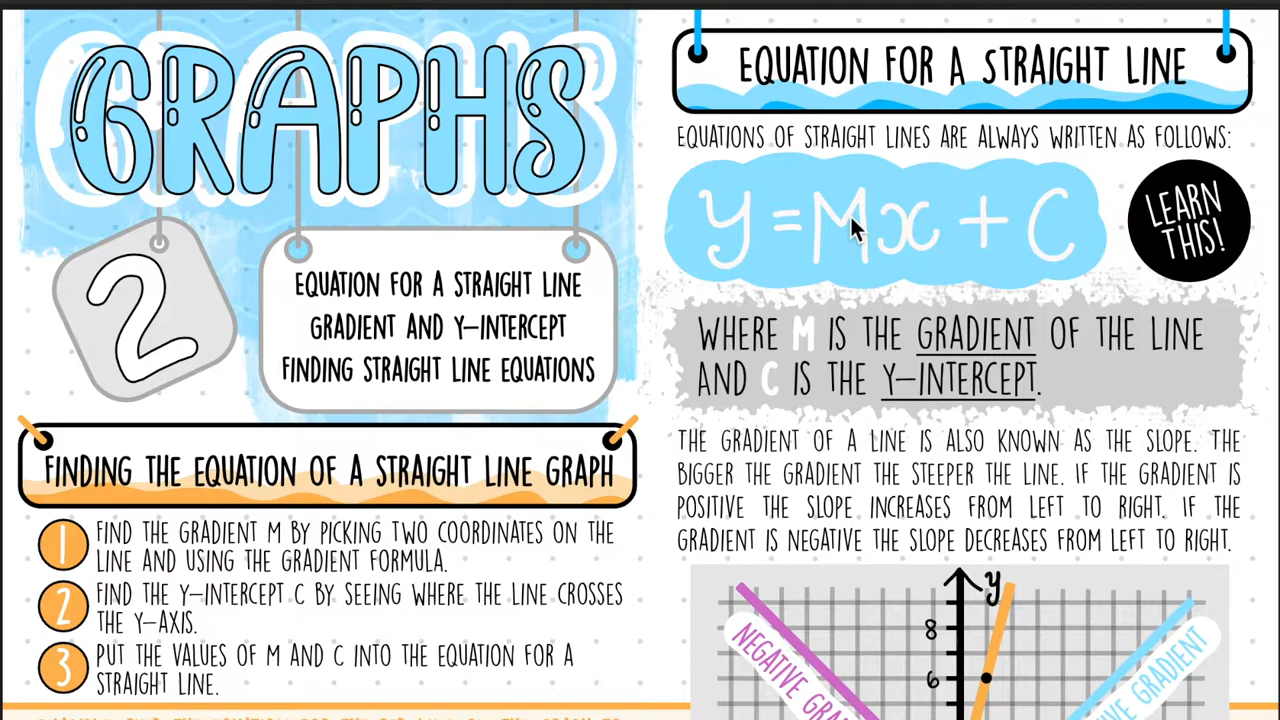 GRAPHS
2
EQUATION FOR A STRAIGHT LINE
GRADIENT AND Y-INTERCEPT
FINDING STRAIGHT LINE EQUATIONS
FINDING THE EQUATION OF A STRAIGHT LINE GRAPH
1 FIND THE GRADIENT M BY PICKING TWO COORDINATES ON THE
LINE AND USING THE GRADIENT FORMULA.
2 FIND THE Y-INTERCEPT C BY SEEING WHERE THE LINE CROSSES
THE Y-AXIS.
3 PUT THE VALUES OF M AND C INTO THE EQUATION FOR A
STRAIGHT LINE.
EQUATION FOR A STRAIGHT LINE
EQUATIONS OF STRAIGHT LINES ARE ALWAYS WRITTEN AS FOLLOWS:
y = Mx + C
LEARN
THIS!
WHERE M IS THE GRADIENT OF THE LINE
AND C IS THE Y-INTERCEPT.
THE GRADIENT OF A LINE IS ALSO KNOWN AS THE SLOPE. THE
BIGGER THE GRADIENT THE STEEPER THE LINE. IF THE GRADIENT IS
POSITIVE THE SLOPE INCREASES FROM LEFT TO RIGHT. IF THE
GRADIENT IS NEGATIVE THE SLOPE DECREASES FROM LEFT TO RIGHT.
y
8
6
NEGATIVE
GRADIENT